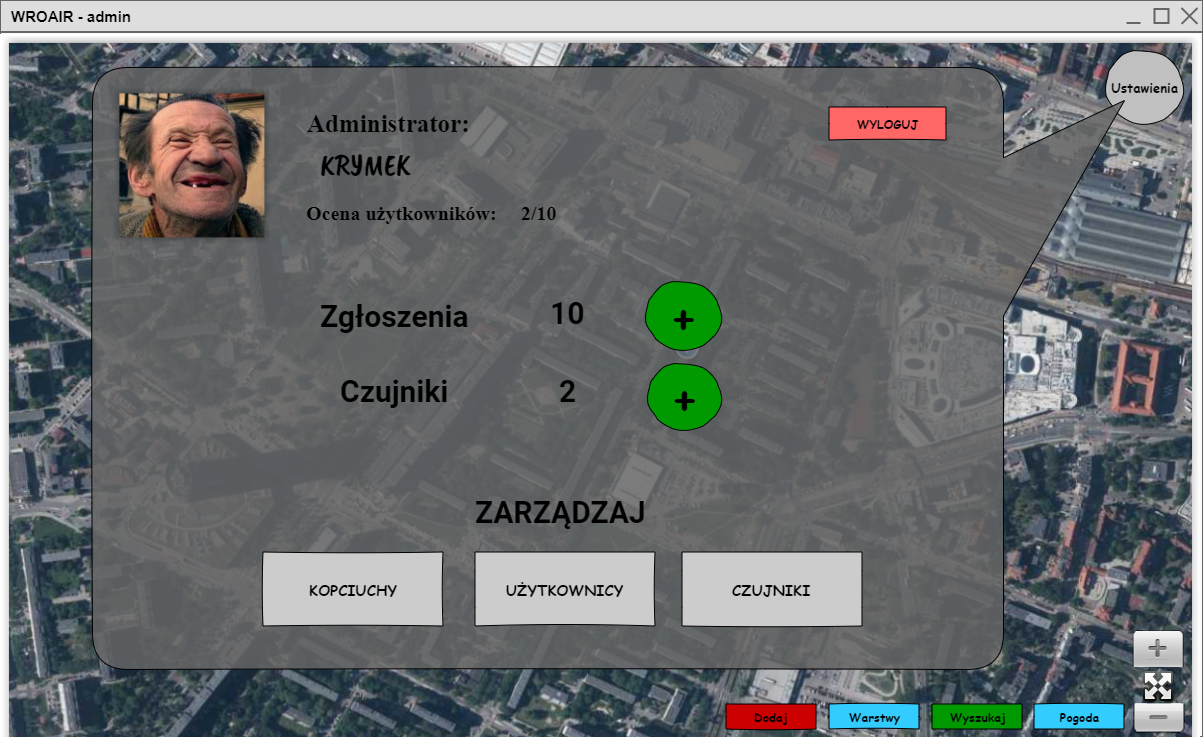 WROAIR - admin
Ustawienia
Administrator:
WYLOGUJ
KRYMEK
Ocena użytkowników: 2/10
Zgłoszenia 10 +
Czujniki 2 +
ZARZĄDZAJ
KOPCIUCHY UŻYTKOWNICY CZUJNIKI
Dodaj Warstwy Wyszukaj Pogoda